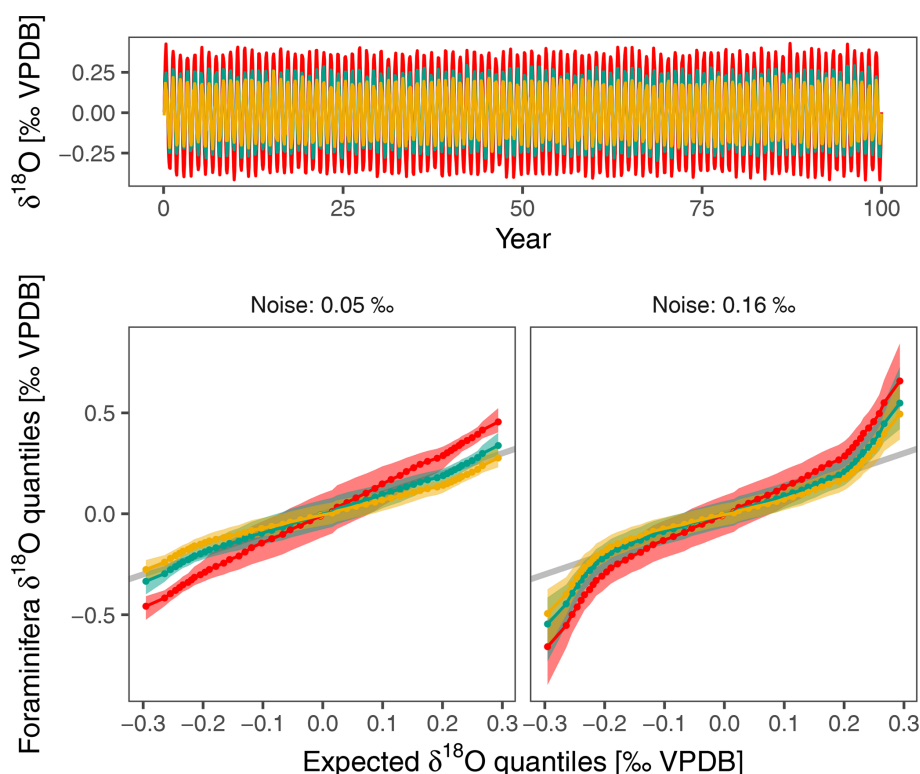 δ¹⁸O [‰ VPDB]
0.25
0.00
−0.25
0
25
50
75
100
Year
Foraminifera δ¹⁸O quantiles [‰ VPDB]
Noise: 0.05 ‰
Noise: 0.16 ‰
0.5
0.0
−0.5
−0.3 −0.2 −0.1 0.0 0.1 0.2 0.3
−0.3 −0.2 −0.1 0.0 0.1 0.2 0.3
Expected δ¹⁸O quantiles [‰ VPDB]